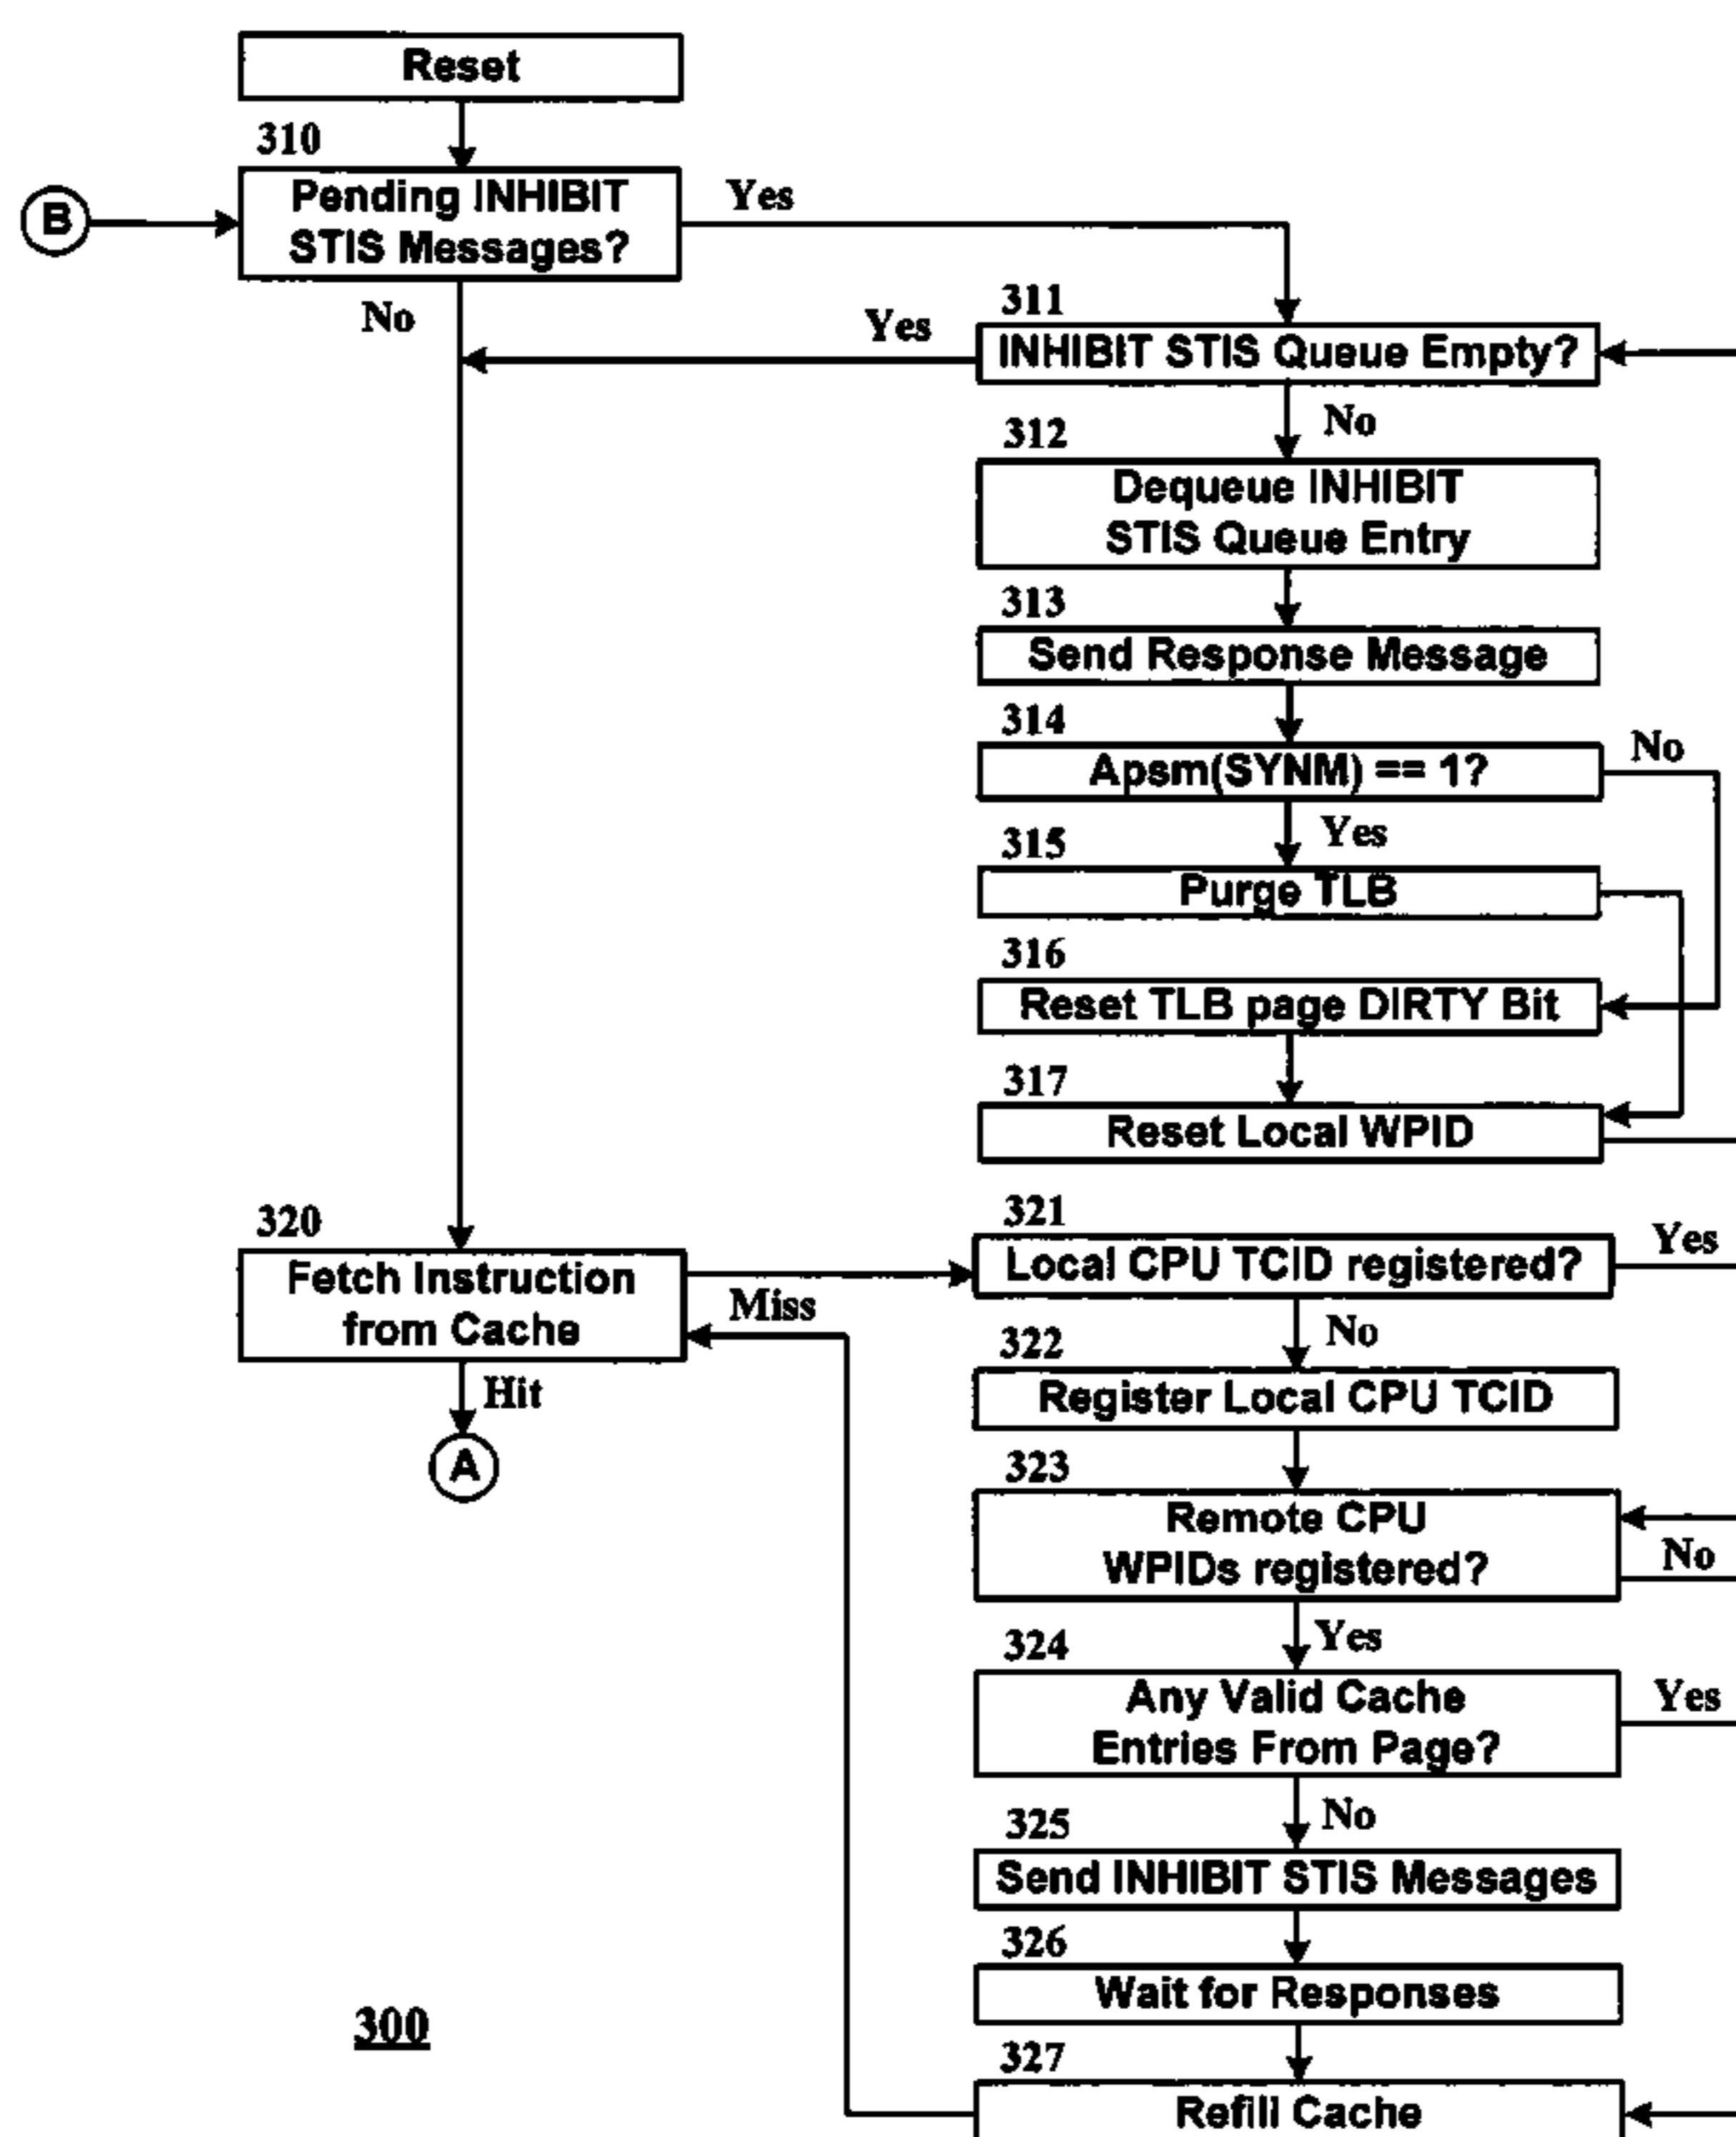 Reset
310
B
Pending INHIBIT
STIS Messages?
Yes
No
311
Yes
INHIBIT STIS Queue Empty?
No
312
Dequeue INHIBIT
STIS Queue Entry
313
Send Response Message
314
Apsm(SYNM) == 1?
No
Yes
315
Purge TLB
316
Reset TLB page DIRTY Bit
317
Reset Local WPID
320
Fetch Instruction
from Cache
Miss
Hit
A
321
Local CPU TCID registered?
Yes
No
322
Register Local CPU TCID
323
Remote CPU
WPIDs registered?
No
Yes
324
Any Valid Cache
Entries From Page?
Yes
No
325
Send INHIBIT STIS Messages
326
Wait for Responses
327
Refill Cache
300